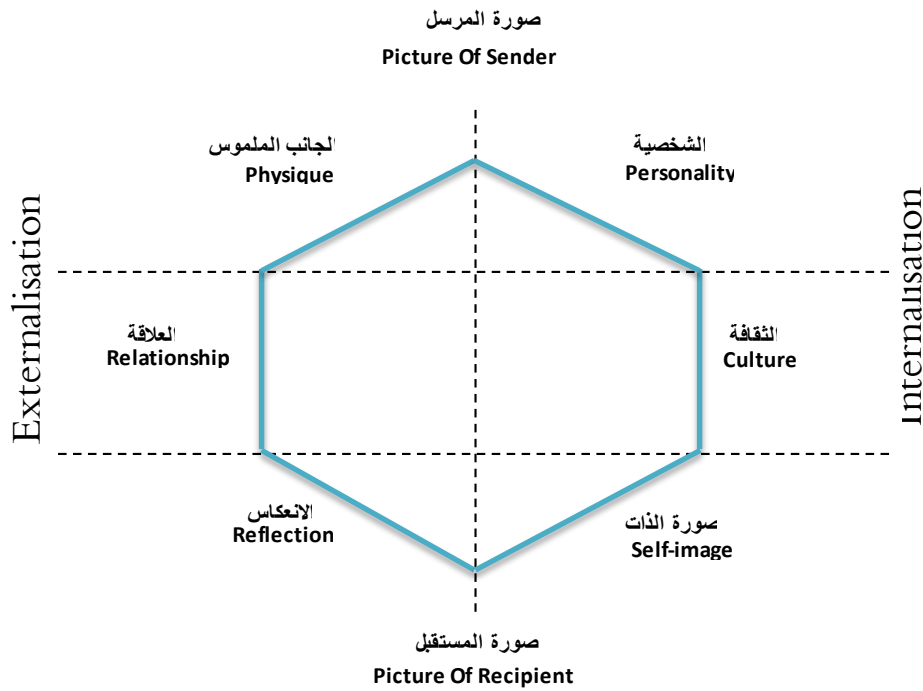 صورة المرسل
Picture Of Sender
الجانب الملموس
Physique
الشخصية
Personality
Externalisation
Internalisation
العلاقة
Relationship
الثقافة
Culture
الانعكاس
Reflection
صورة الذات
Self-image
صورة المستقبل
Picture Of Recipient